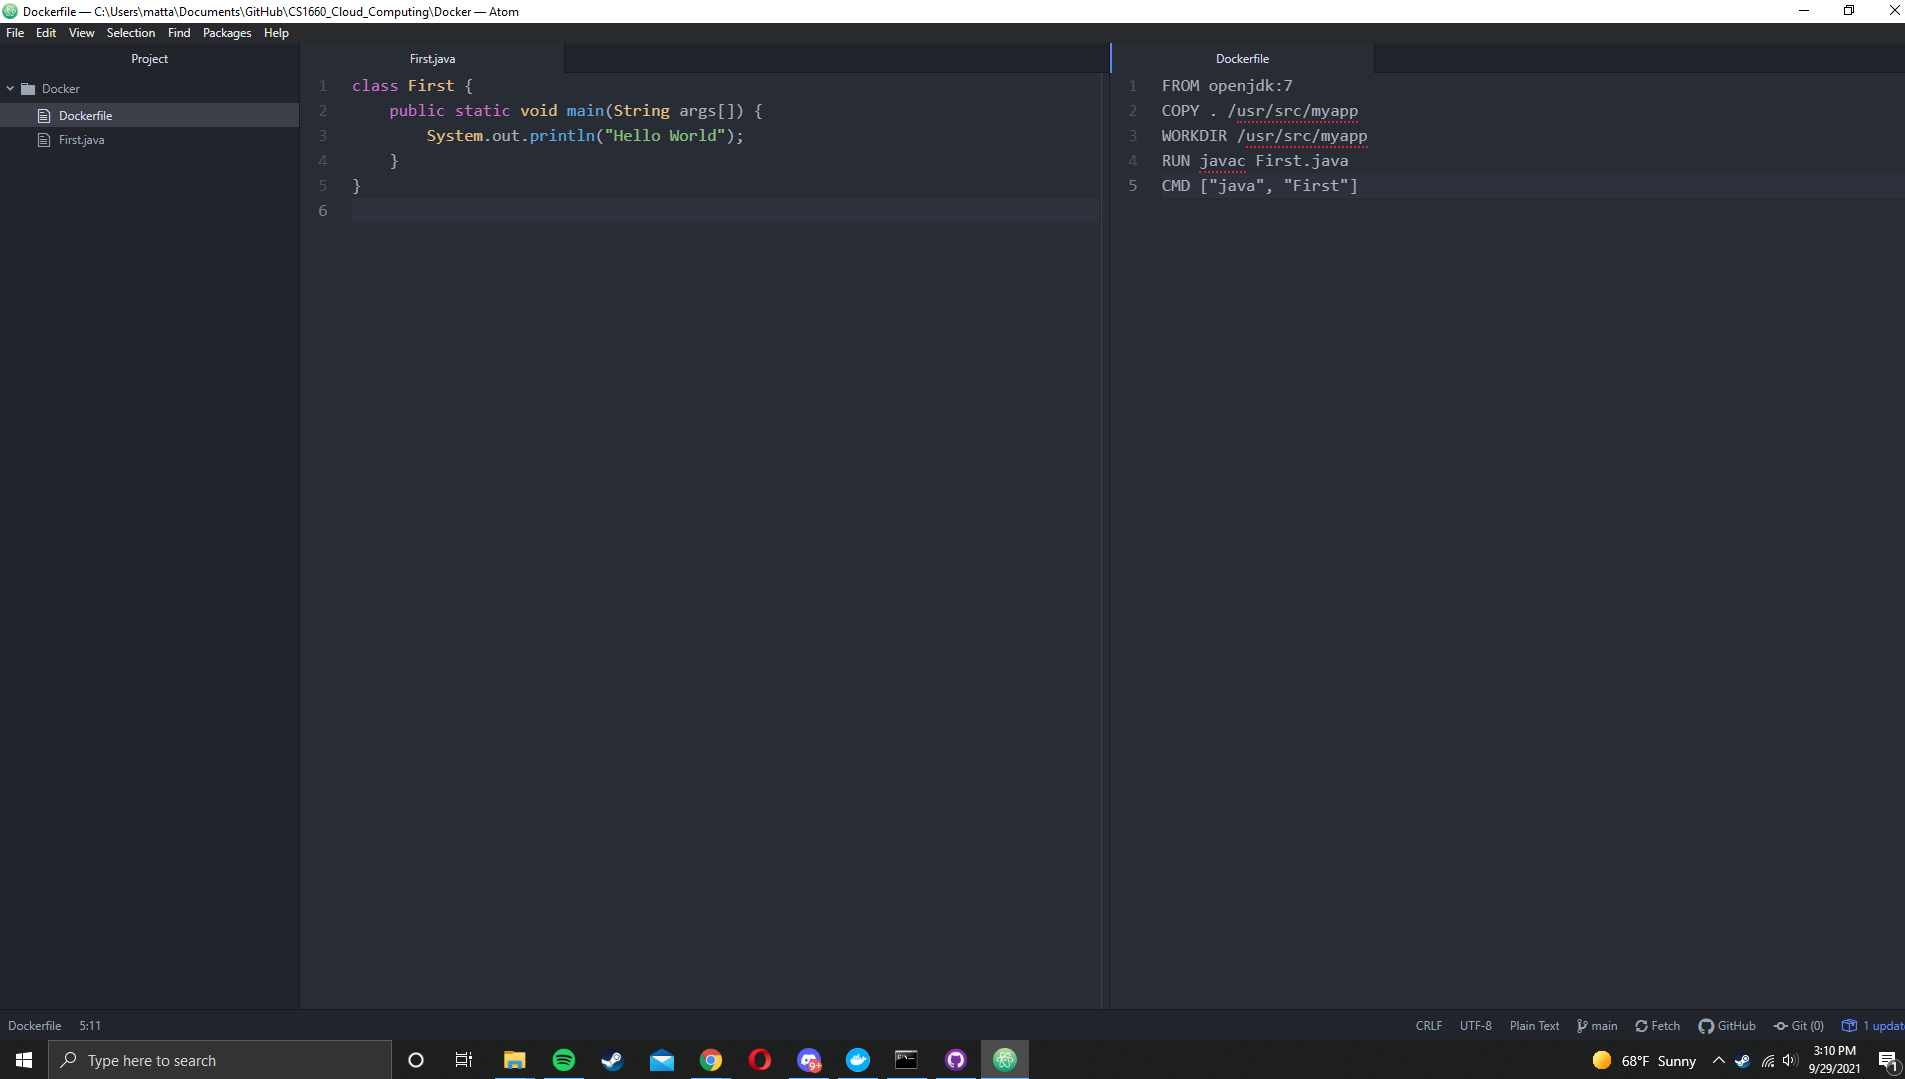 Dockerfile — C:\Users\matta\Documents\GitHub\CS1660_Cloud_Computing\Docker — Atom
File Edit View Selection Find Packages Help
Project
Docker
Dockerfile
First.java
First.java
1 class First {
2 public static void main(String args[]) {
3 System.out.println("Hello World");
4 }
5 }
6
Dockerfile
1 FROM openjdk:7
2 COPY . /usr/src/myapp
3 WORKDIR /usr/src/myapp
4 RUN javac First.java
5 CMD ["java", "First"]
Dockerfile 5:11
CRLF UTF-8 Plain Text main Fetch GitHub Git (0) 1 updat
Type here to search
9+
68°F Sunny
3:10 PM
9/29/2021
1